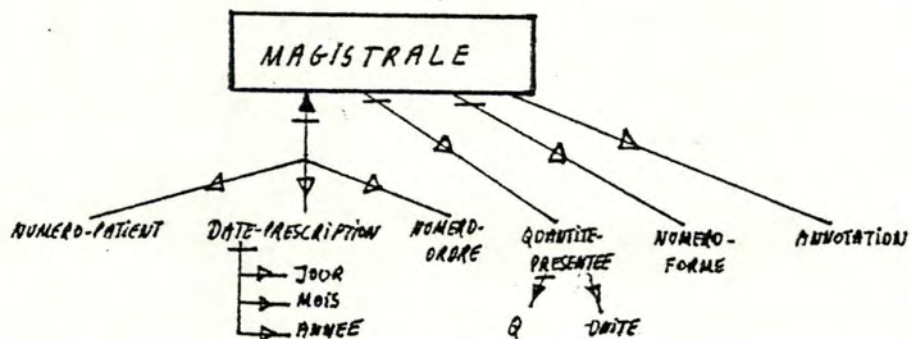 MAGISTRALE
NUMERO-PATIENT
DATE-PRESCRIPTION
NUMERO-
ORDRE
QUANTITE-
PRESENTEE
NUMERO-
FORME
ANNOTATION
JOUR
MOIS
ANNEE
Q
UNITE